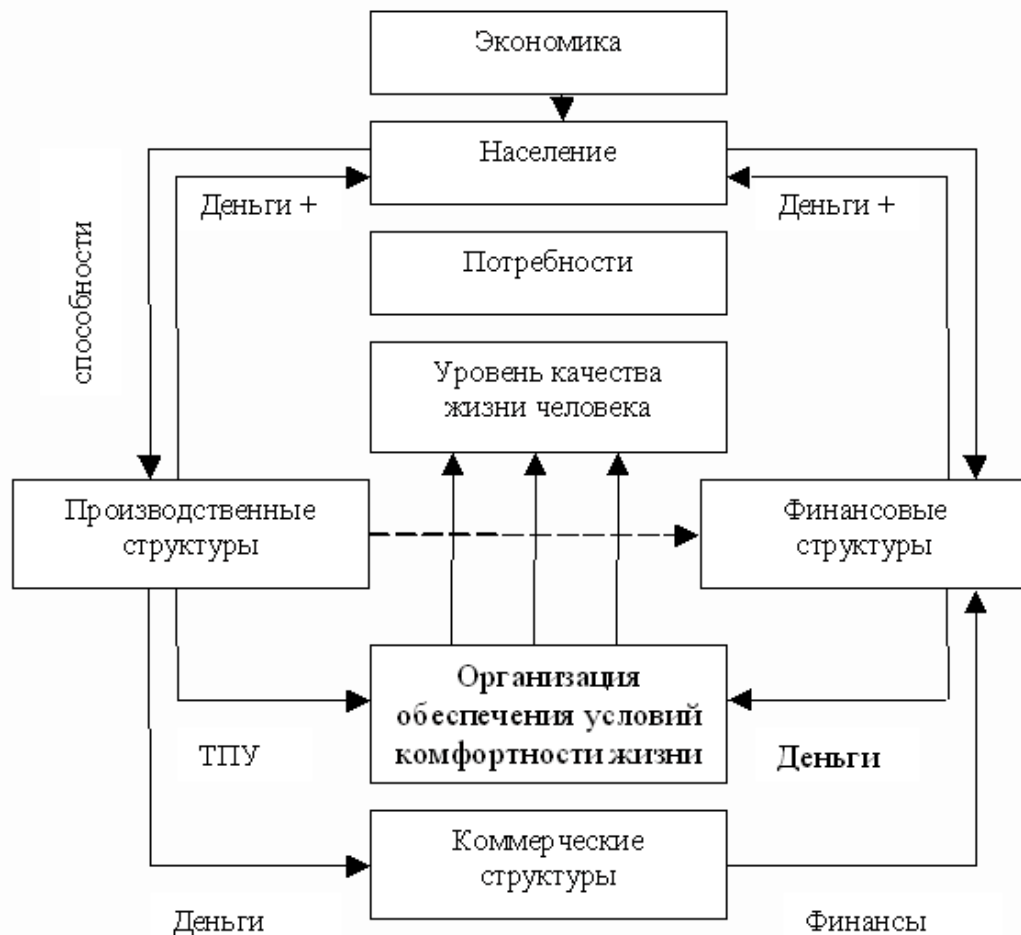 Экономика
Население
Деньги +
Деньги +
способности
Потребности
Уровень качества
жизни человека
Производственные
структуры
Финансовые
структуры
Организация
обеспечения условий
комфортности жизни
ТПУ
Деньги
Коммерческие
структуры
Деньги
Финансы